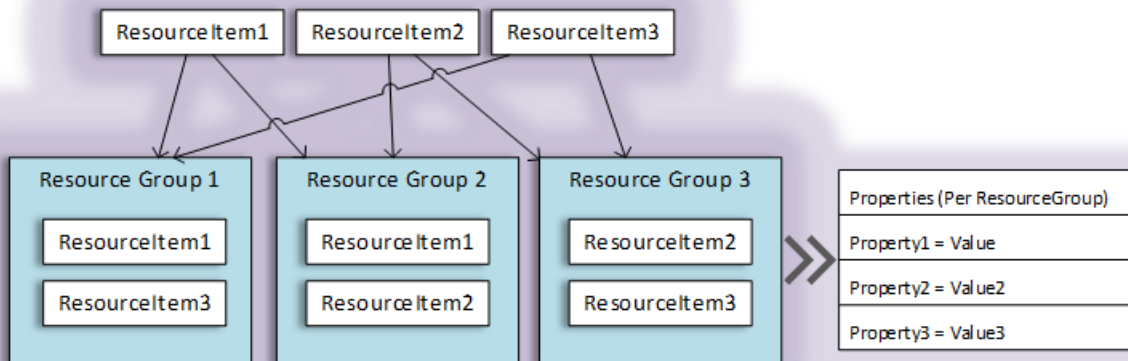 ResourceItem1 ResourceItem2 ResourceItem3
Resource Group 1 Resource Group 2 Resource Group 3
ResourceItem1 ResourceItem1 ResourceItem2
ResourceItem3 ResourceItem2 ResourceItem3
Properties (Per ResourceGroup)
Property1 = Value
Property2 = Value2
Property3 = Value3